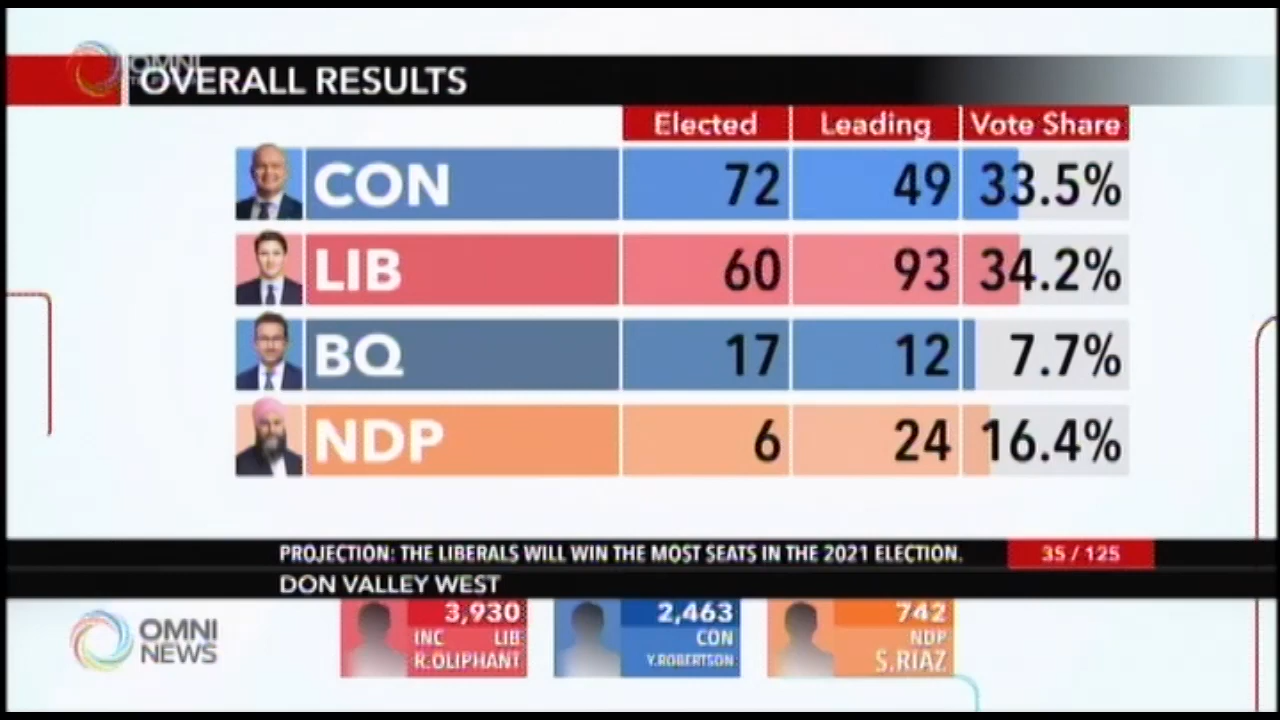 OMNI
OVERALL RESULTS
Elected Leading Vote Share
CON 72 49 33.5%
LIB 60 93 34.2%
BQ 17 12 7.7%
NDP 6 24 16.4%
PROJECTION: THE LIBERALS WILL WIN THE MOST SEATS IN THE 2021 ELECTION. 35 / 125
DON VALLEY WEST
OMNI NEWS
3,930
INC LIB
R.OLIPHANT
2,463
CON
Y.ROBERTSON
742
NDP
S.RIAZ